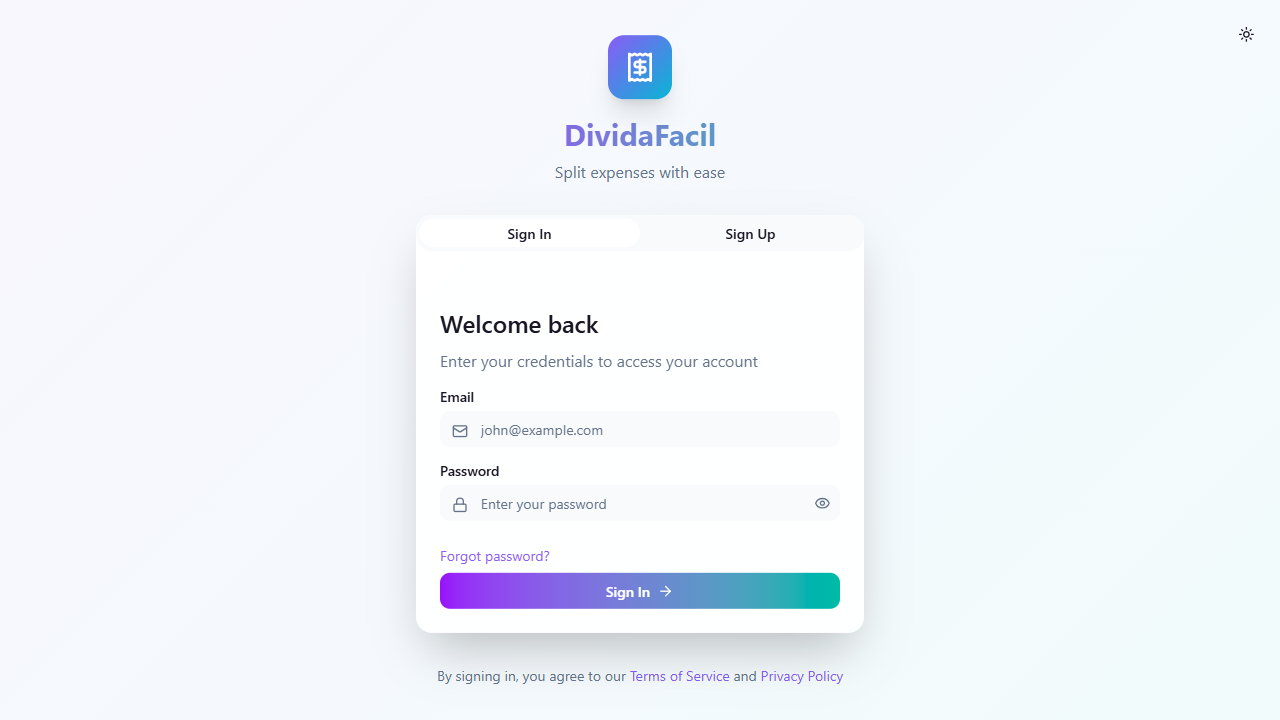 DividaFacil
Split expenses with ease
Sign In
Sign Up
Welcome back
Enter your credentials to access your account
Email
john@example.com
Password
Enter your password
Forgot password?
Sign In
By signing in, you agree to our Terms of Service and Privacy Policy